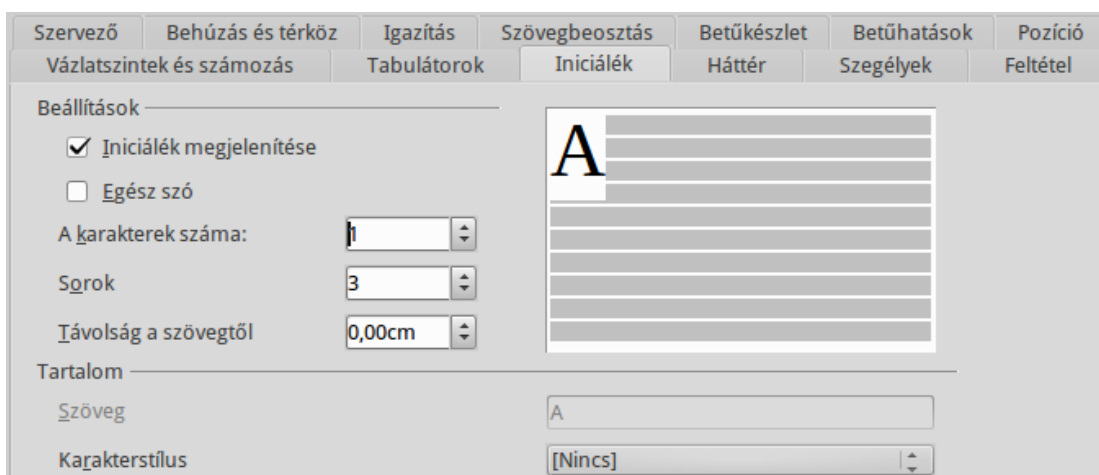 Szervező Behúzás és térköz Igazítás Szövegbeosztás Betűkészlet Betűhatások Pozíció
Vázlatszintek és számozás Tabulátorok Iniciálék Háttér Szegélyek Feltétel
Beállítások
Iniciálék megjelenítése
Egész szó
A karakterek száma: 1
Sorok 3
Távolság a szövegtől 0,00cm
A
Tartalom
Szöveg A
Karakterstílus [Nincs]